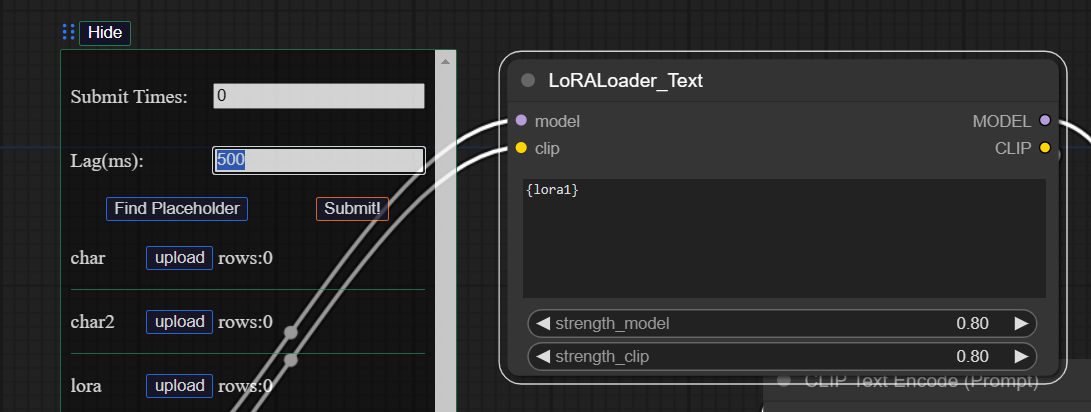 Hide
Submit Times: 0
Lag(ms): 500
Find Placeholder Submit!
char upload rows:0
char2 upload rows:0
lora upload rows:0
LoRALoader_Text
model MODEL
clip CLIP
{lora1}
strength_model 0.80
strength_clip 0.80
CLIP Text Encode (Prompt)